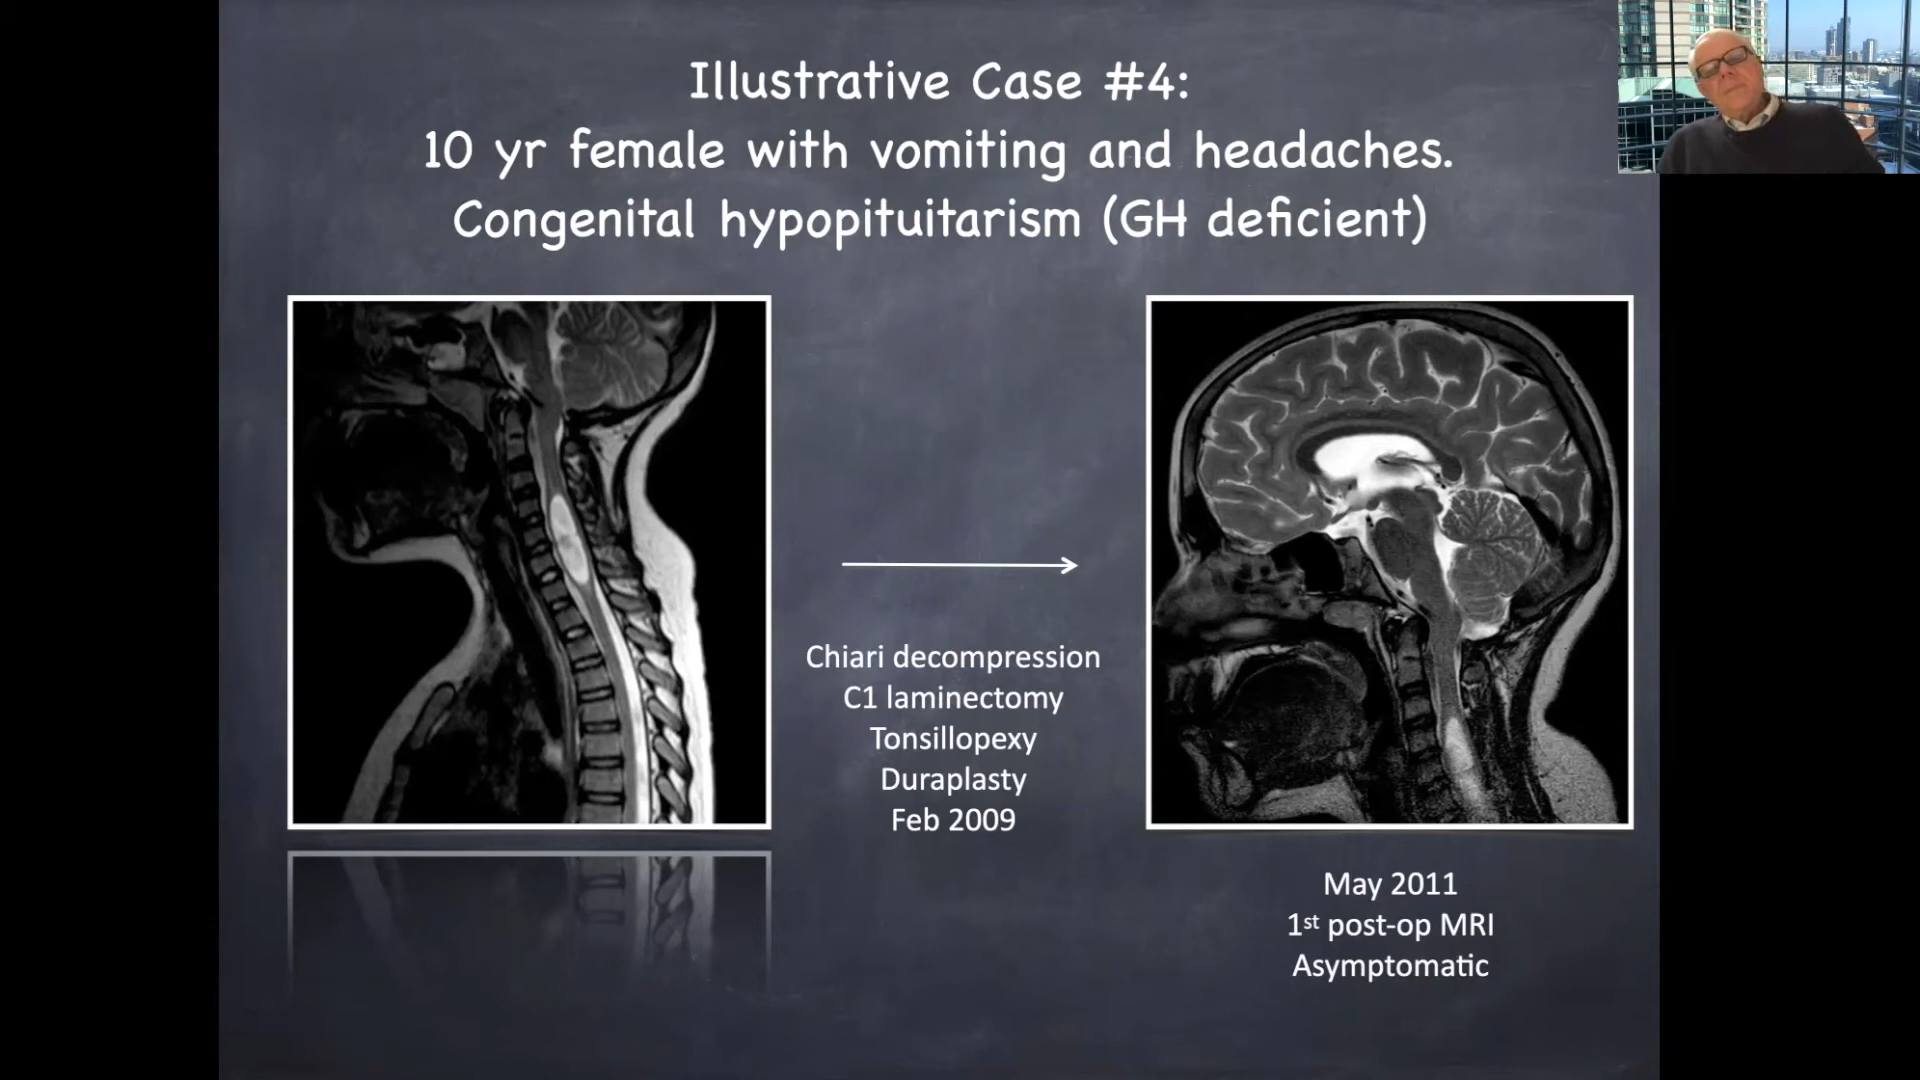 Illustrative Case #4:
10 yr female with vomiting and headaches.
Congenital hypopituitarism (GH deficient)
Chiari decompression
C1 laminectomy
Tonsillopexy
Duraplasty
Feb 2009
May 2011
1st post-op MRI
Asymptomatic